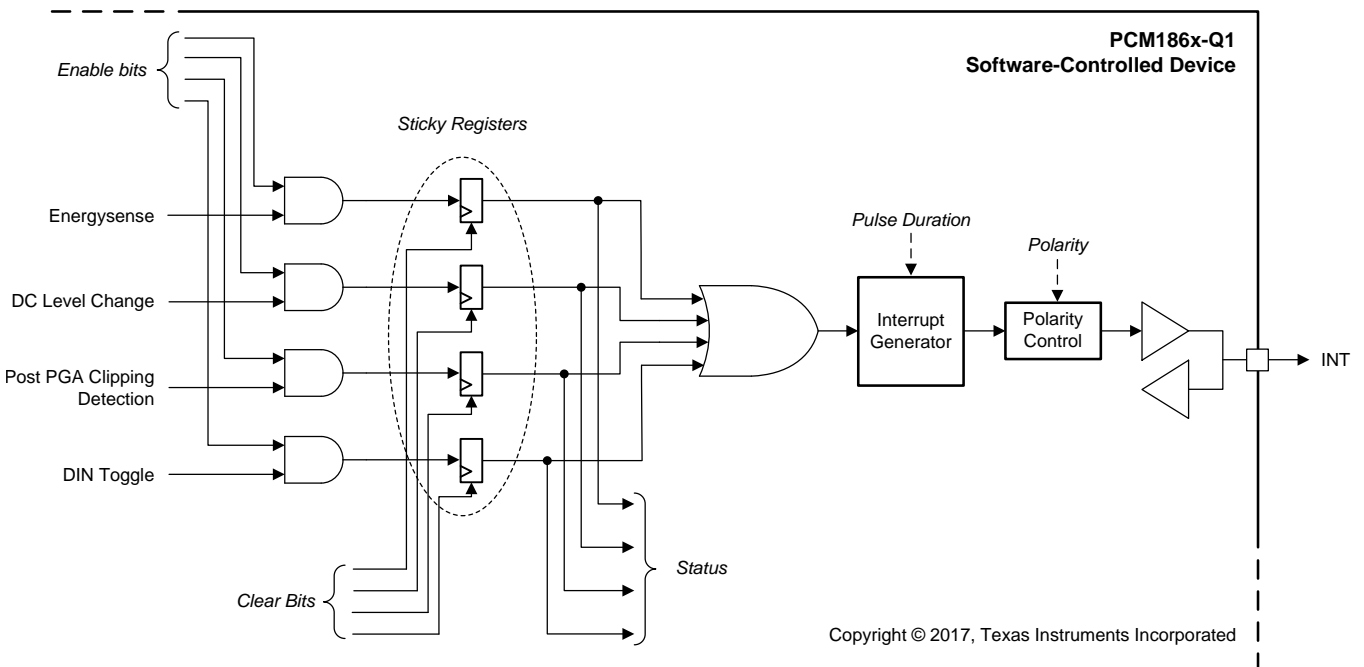 PCM186x-Q1
Software-Controlled Device
Enable bits
Sticky Registers
Energysense
Pulse Duration
Polarity
DC Level Change
Interrupt
Generator
Polarity
Control
INT
Post PGA Clipping
Detection
DIN Toggle
Status
Clear Bits
Copyright © 2017, Texas Instruments Incorporated